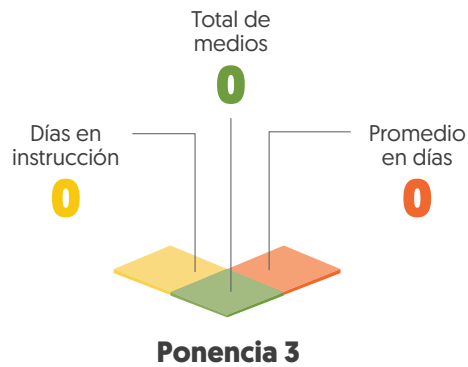 Total de
medios
0
Días en
instrucción
0
Promedio
en días
0
Ponencia 3